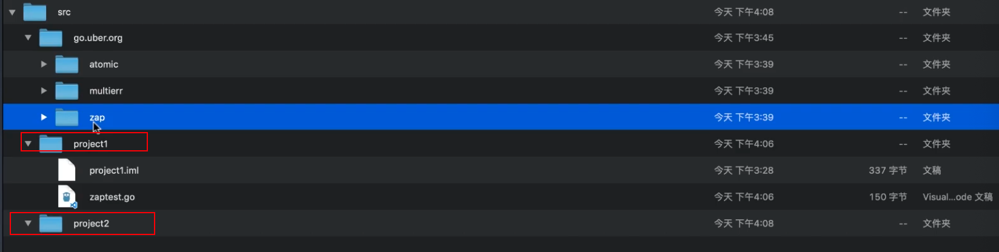 src 今天 下午4:08 -- 文件夹
go.uber.org 今天 下午3:45 -- 文件夹
atomic 今天 下午3:39 -- 文件夹
multierr 今天 下午3:39 -- 文件夹
zap 今天 下午3:39 -- 文件夹
project1 今天 下午4:06 -- 文件夹
project1.iml 今天 下午3:28 337 字节 文稿
zaptest.go 今天 下午4:06 150 字节 Visual...ode 文稿
project2 今天 下午4:08 -- 文件夹